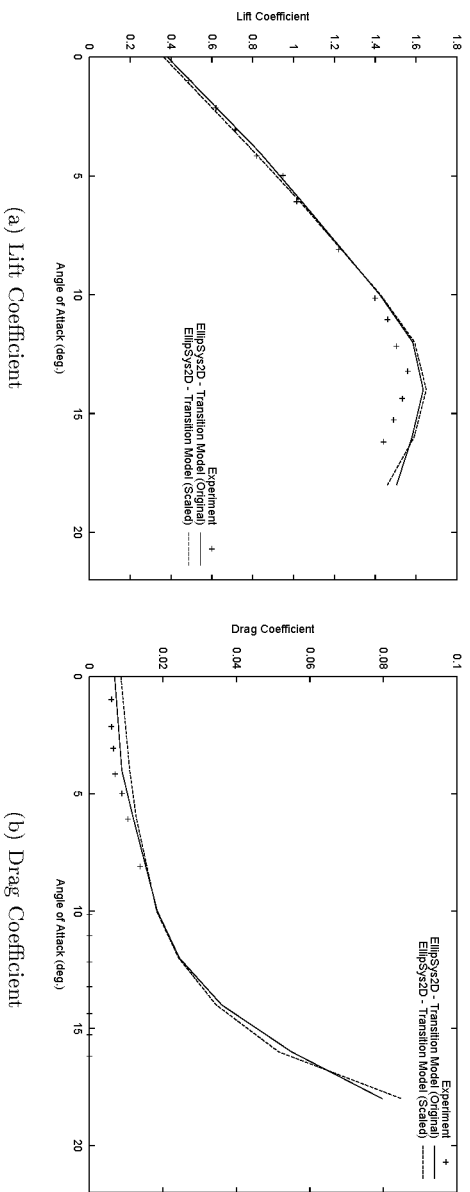 Lift Coefficient
1.8
1.6
1.4
1.2
1
0.8
0.6
0.4
0.2
0
0
5
10
15
20
Angle of Attack (deg.)
Experiment
EllipSys2D - Transition Model (Original)
EllipSys2D - Transition Model (Scaled)
(a) Lift Coefficient
Drag Coefficient
0.1
0.08
0.06
0.04
0.02
0
0
5
10
15
20
Angle of Attack (deg.)
Experiment
EllipSys2D - Transition Model (Original)
EllipSys2D - Transition Model (Scaled)
(b) Drag Coefficient